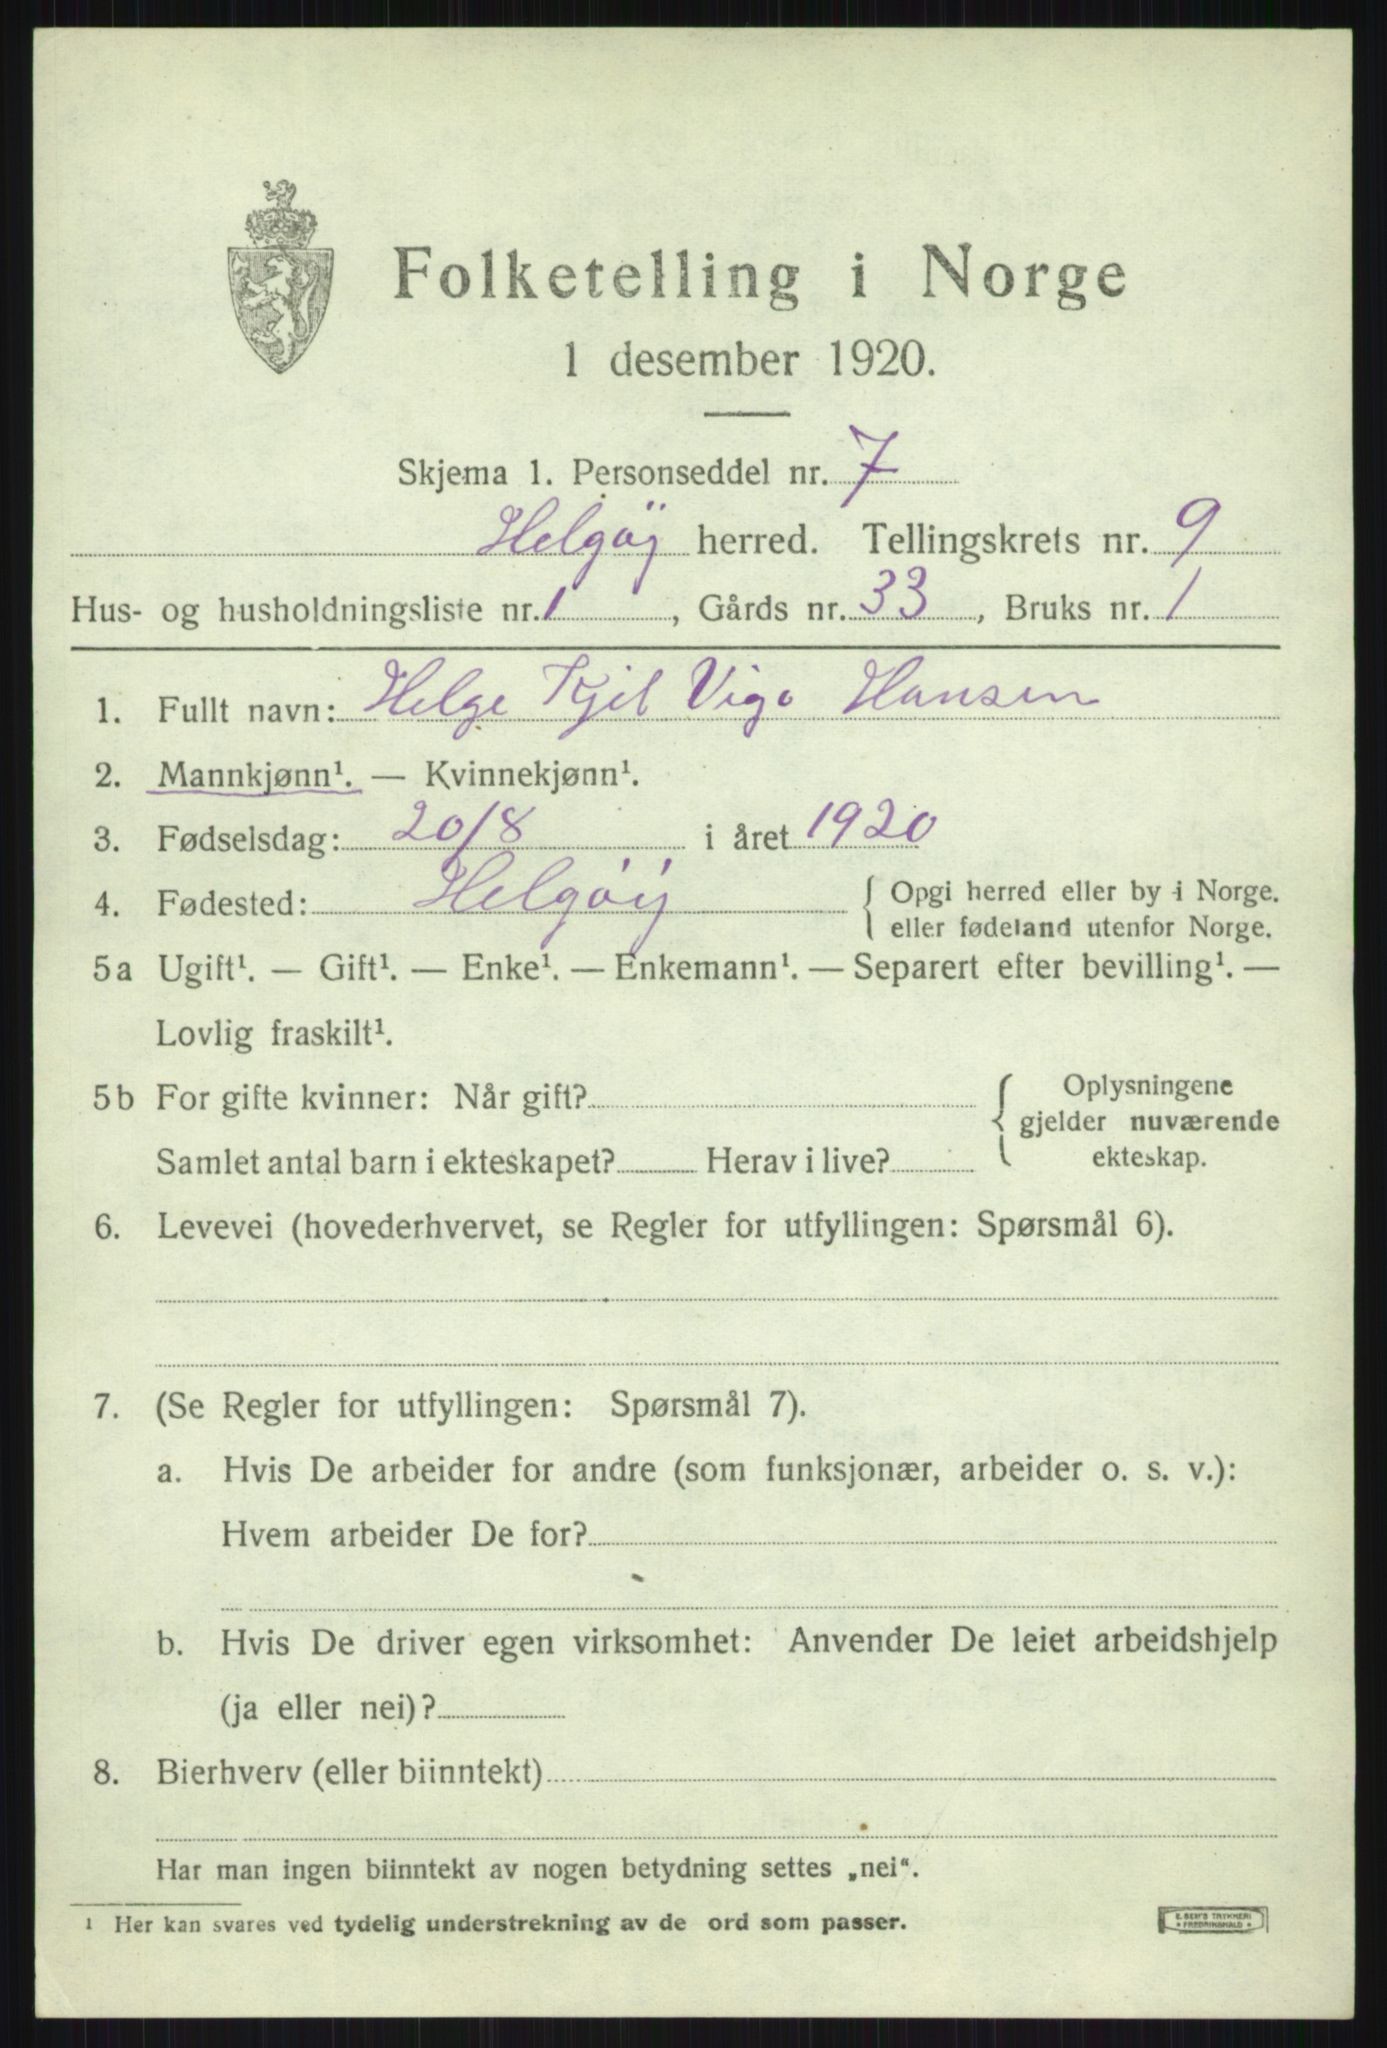 Folketelling i Norge
1 desember 1920.
Skjema 1. Personseddel nr. 7
Helgøy herred. Tellingskrets nr. 9
Hus- og husholdningsliste nr. 1, Gårds nr. 33, Bruks nr. 1
1. Fullt navn: Helge Kjel Vigo Hansen
2. Mannkjønn¹. — Kvinnekjønn¹.
3. Fødselsdag: 20/8 i året 1920
4. Fødested: Helgøy { Opgi herred eller by i Norge.
eller fødeland utenfor Norge.
5a Ugift¹. — Gift¹. — Enke¹. — Enkemann¹. — Separert efter bevilling¹. —
Lovlig fraskilt¹.
5b For gifte kvinner: Når gift? { Oplysningene
gjelder nuværende
Samlet antal barn i ekteskapet? Herav i live? ekteskap.
6. Levevei (hovederhvervet, se Regler for utfyllingen: Spørsmål 6).
7. (Se Regler for utfyllingen: Spørsmål 7).
a. Hvis De arbeider for andre (som funksjonær, arbeider o. s. v.):
Hvem arbeider De for?
b. Hvis De driver egen virksomhet: Anvender De leiet arbeidshjelp
(ja eller nei)?
8. Bierhverv (eller biinntekt)
Har man ingen biinntekt av nogen betydning settes „nei“.
¹ Her kan svares ved tydelig understrekning av de ord som passer.
E. SEM'S TRYKKERI
• FREDRIKSHALD •